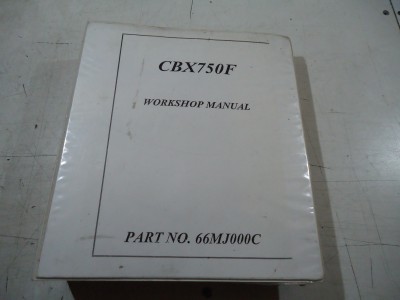 CBX750F
WORKSHOP MANUAL
PART NO. 66MJ000C